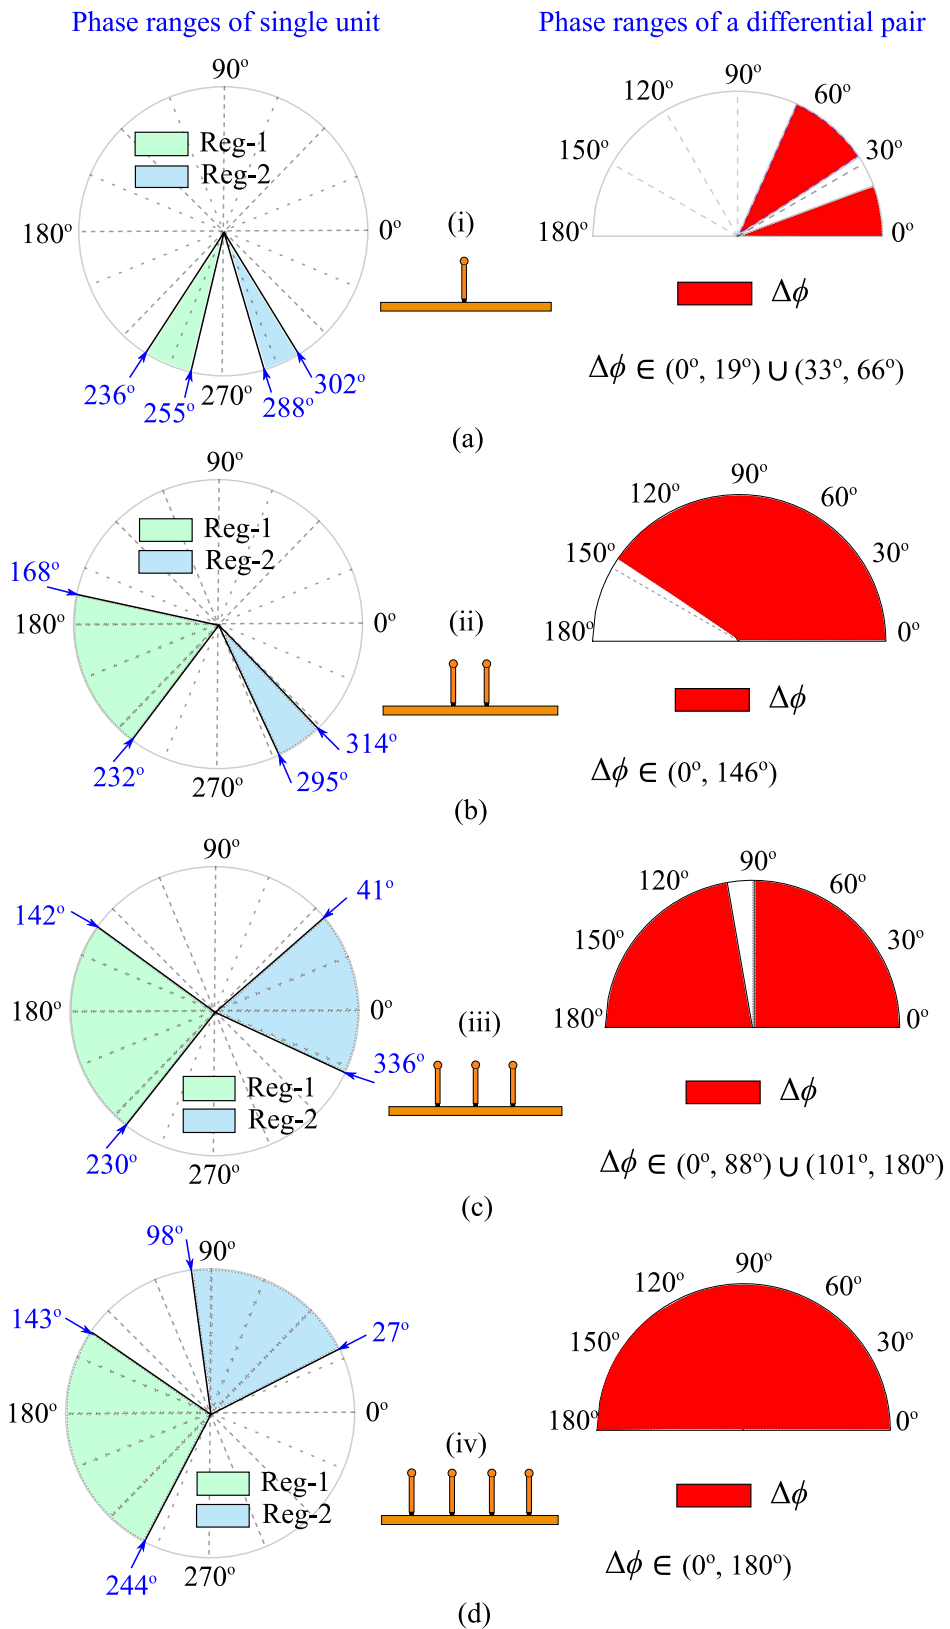 Phase ranges of single unit
Phase ranges of a differential pair
90°
Reg-1
Reg-2
180°
0°
236°
255°
270°
288°
302°
(i)
90°
120°
60°
150°
30°
180°
0°
Δϕ
Δϕ ∈ (0°, 19°) ∪ (33°, 66°)
(a)
90°
Reg-1
Reg-2
168°
180°
0°
232°
270°
295°
314°
(ii)
90°
120°
60°
150°
30°
180°
0°
Δϕ
Δϕ ∈ (0°, 146°)
(b)
90°
142°
41°
180°
0°
336°
Reg-1
Reg-2
230°
270°
(iii)
90°
120°
60°
150°
30°
180°
0°
Δϕ
Δϕ ∈ (0°, 88°) ∪ (101°, 180°)
(c)
98°
90°
143°
27°
180°
0°
Reg-1
Reg-2
244°
270°
(iv)
90°
120°
60°
150°
30°
180°
0°
Δϕ
Δϕ ∈ (0°, 180°)
(d)